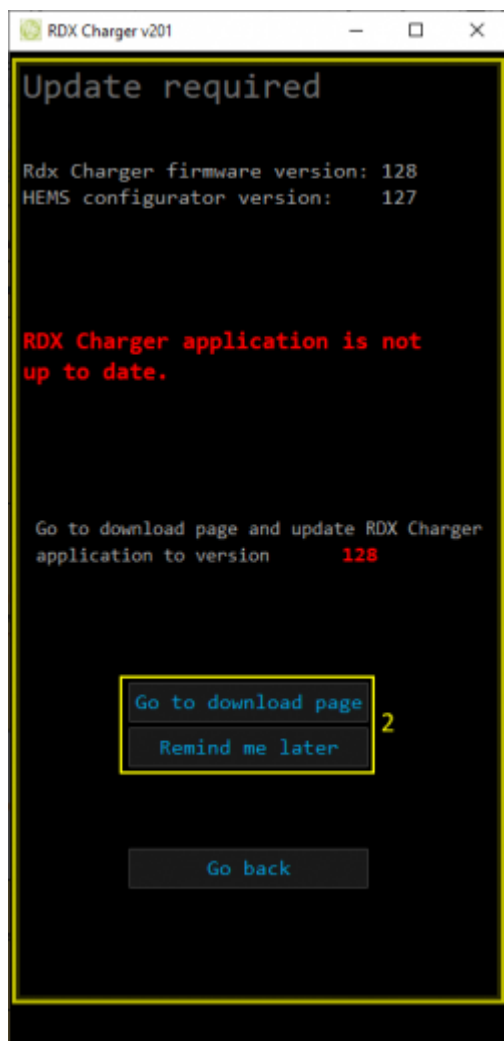 RDX Charger v201
Update required
Rdx Charger firmware version: 128
HEMS configurator version: 127
RDX Charger application is not
up to date.
Go to download page and update RDX Charger
application to version 128
Go to download page
2
Remind me later
Go back